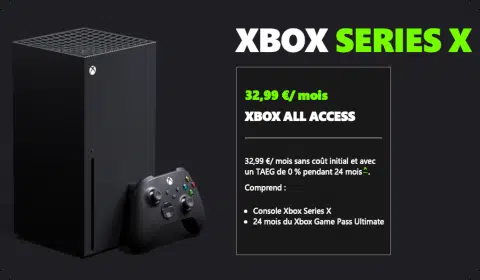 XBOX SERIES X
32,99 €/ mois
XBOX ALL ACCESS
32,99 €/ mois sans coût initial et avec
un TAEG de 0 % pendant 24 mois^.
Comprend :
• Console Xbox Series X
• 24 mois du Xbox Game Pass Ultimate